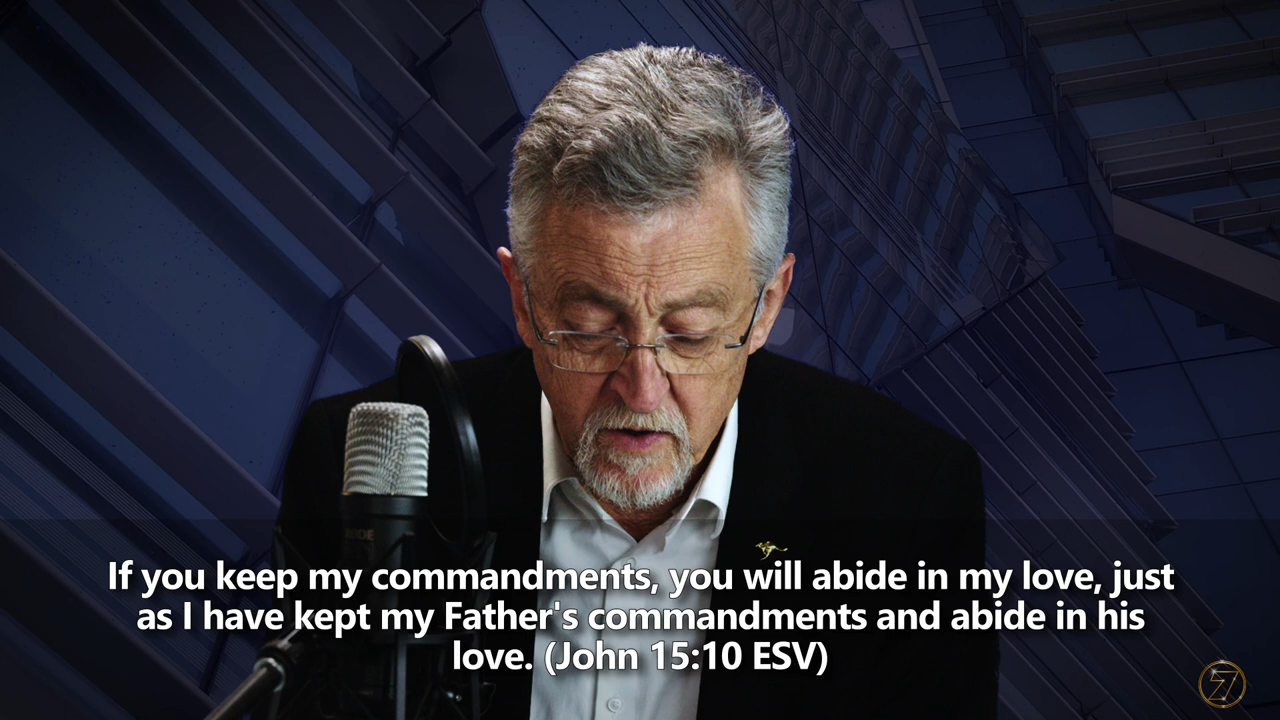 If you keep my commandments, you will abide in my love, just
as I have kept my Father's commandments and abide in his
love. (John 15:10 ESV)